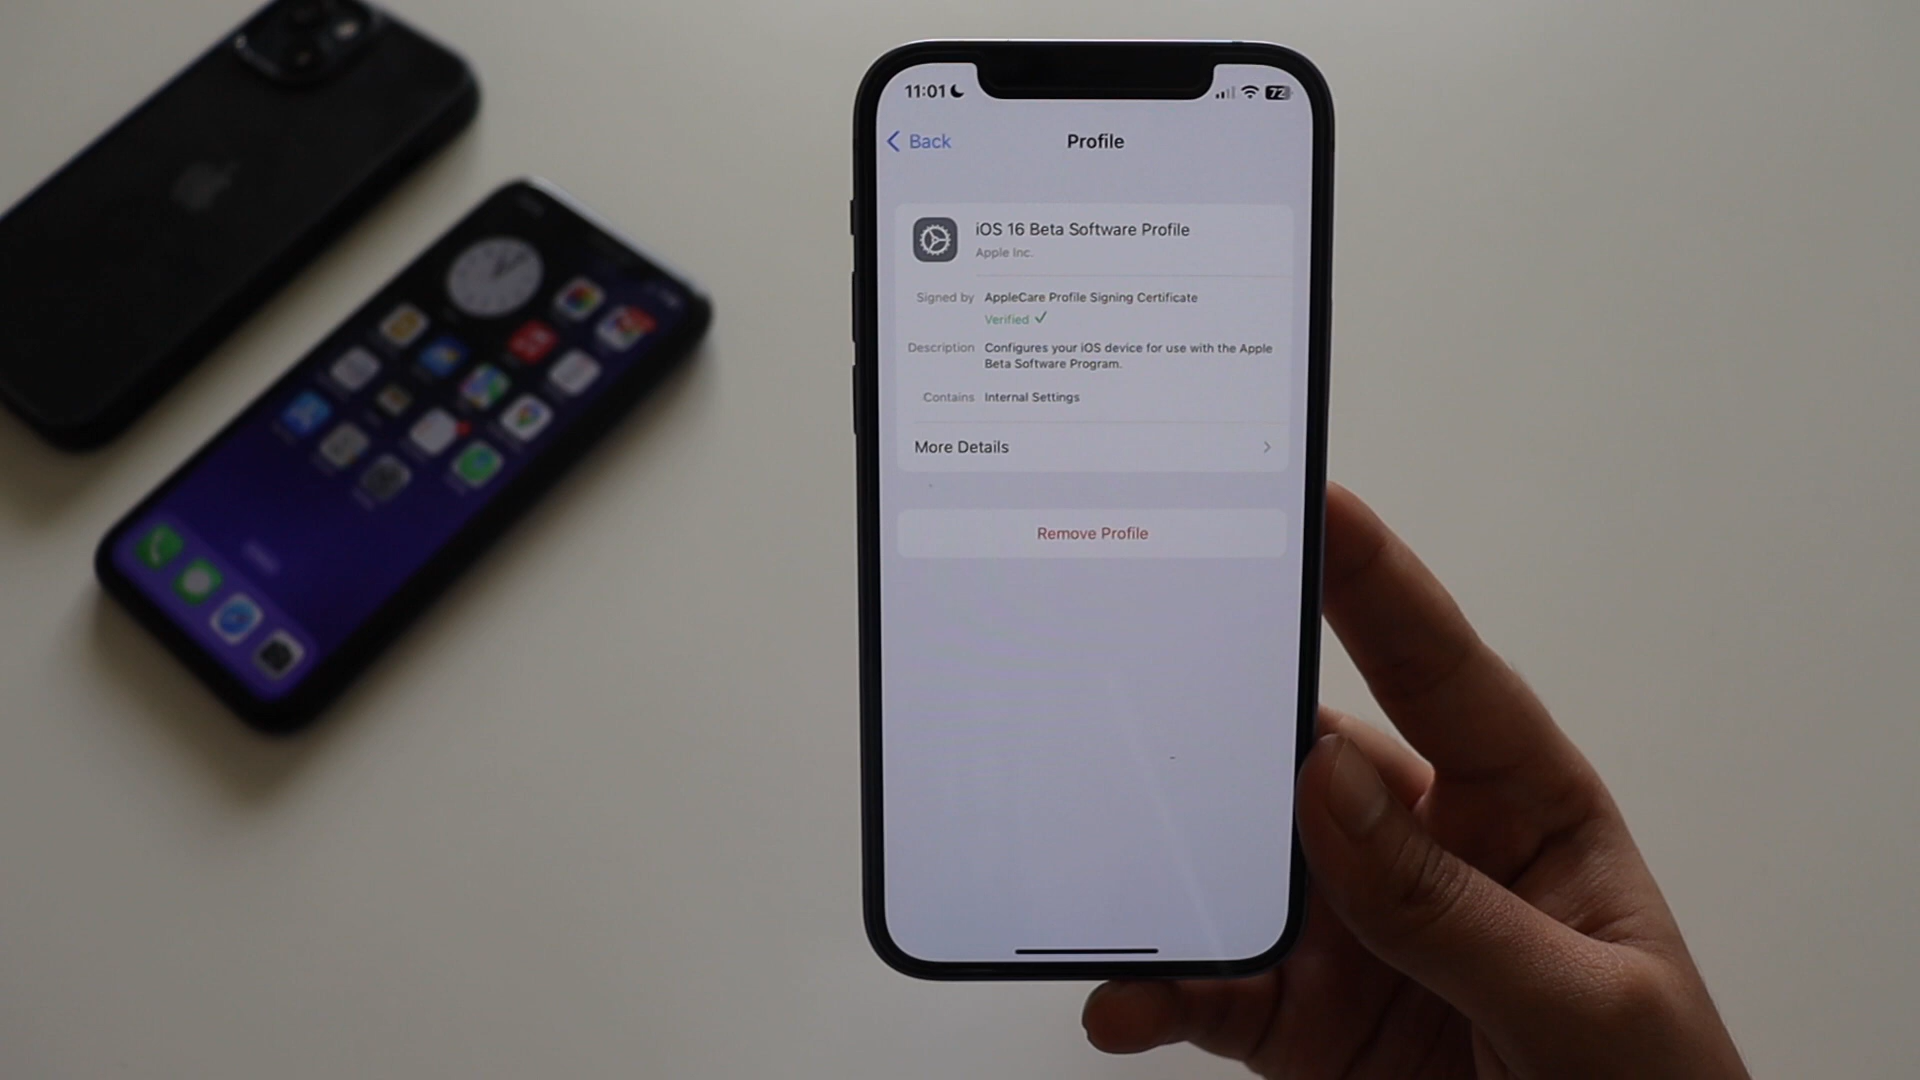 11:01
72
Back
Profile
iOS 16 Beta Software Profile
Apple Inc.
Signed by AppleCare Profile Signing Certificate
Verified ✓
Description Configures your iOS device for use with the Apple
Beta Software Program.
Contains Internal Settings
More Details
Remove Profile